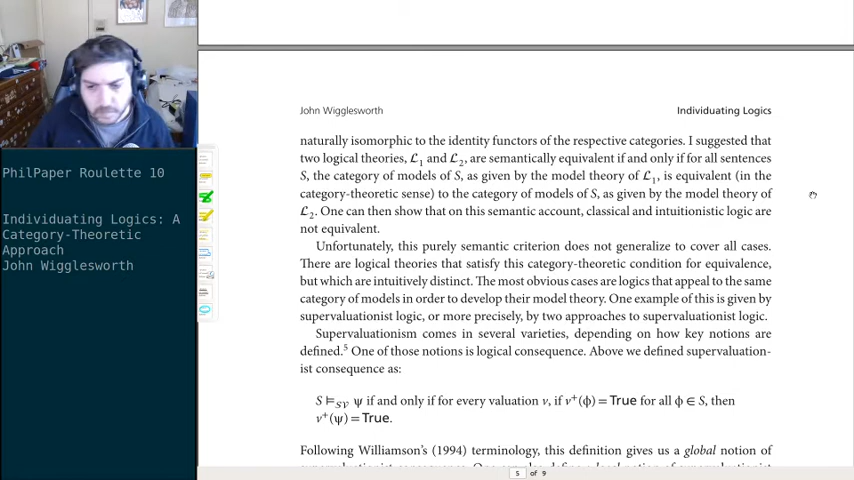 John Wigglesworth
Individuating Logics
naturally isomorphic to the identity functors of the respective categories. I suggested that
two logical theories, ℒ1 and ℒ2, are semantically equivalent if and only if for all sentences
S, the category of models of S, as given by the model theory of ℒ1, is equivalent (in the
category-theoretic sense) to the category of models of S, as given by the model theory of
ℒ2. One can then show that on this semantic account, classical and intuitionistic logic are
not equivalent.
Unfortunately, this purely semantic criterion does not generalize to cover all cases.
There are logical theories that satisfy this category-theoretic condition for equivalence,
but which are intuitively distinct. The most obvious cases are logics that appeal to the same
category of models in order to develop their model theory. One example of this is given by
supervaluationist logic, or more precisely, by two approaches to supervaluationist logic.
Supervaluationism comes in several varieties, depending on how key notions are
defined.5 One of those notions is logical consequence. Above we defined supervaluation-
ist consequence as:
S ⊨SV ψ if and only if for every valuation v, if v+(ϕ) = True for all ϕ ∈ S, then
v+(ψ) = True.
Following Williamson's (1994) terminology, this definition gives us a global notion of
5 of 9
PhilPaper Roulette 10
Individuating Logics: A
Category-Theoretic
Approach
John Wigglesworth